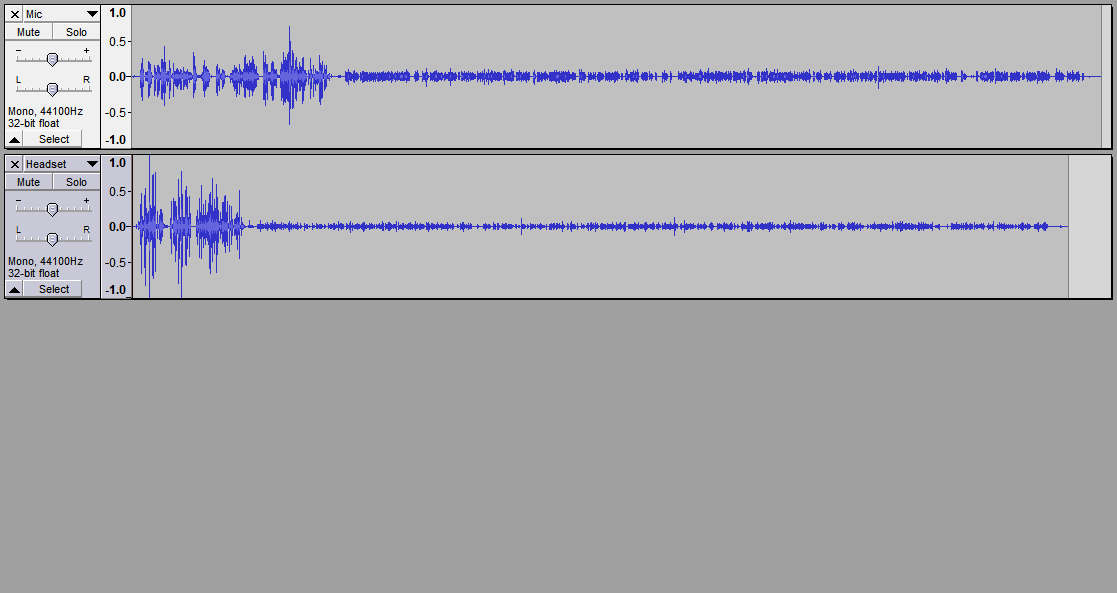 Mic
Mute Solo
- +
L R
Mono, 44100Hz
32-bit float
Select
1.0
0.5
0.0
-0.5
-1.0
Headset
Mute Solo
- +
L R
Mono, 44100Hz
32-bit float
Select
1.0
0.5
0.0
-0.5
-1.0